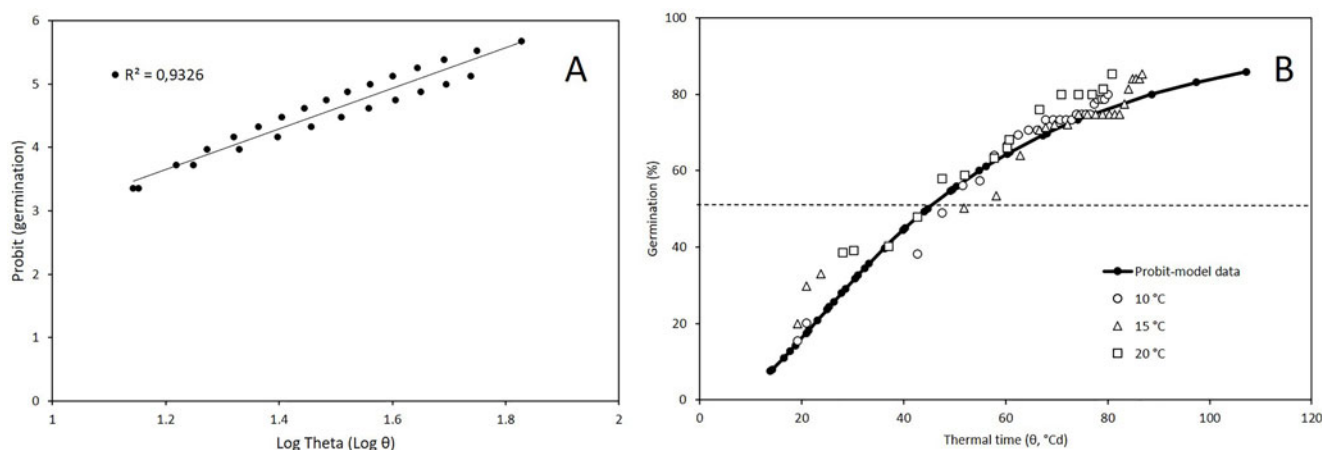 A
R² = 0,9326
Probit (germination)
6
5
4
3
2
1
0
1
1.2
1.4
1.6
1.8
2
Log Theta (Log θ)
B
Germination (%)
100
80
60
40
20
0
0
20
40
60
80
100
120
Thermal time (θ, °Cd)
Probit-model data
10 °C
15 °C
20 °C